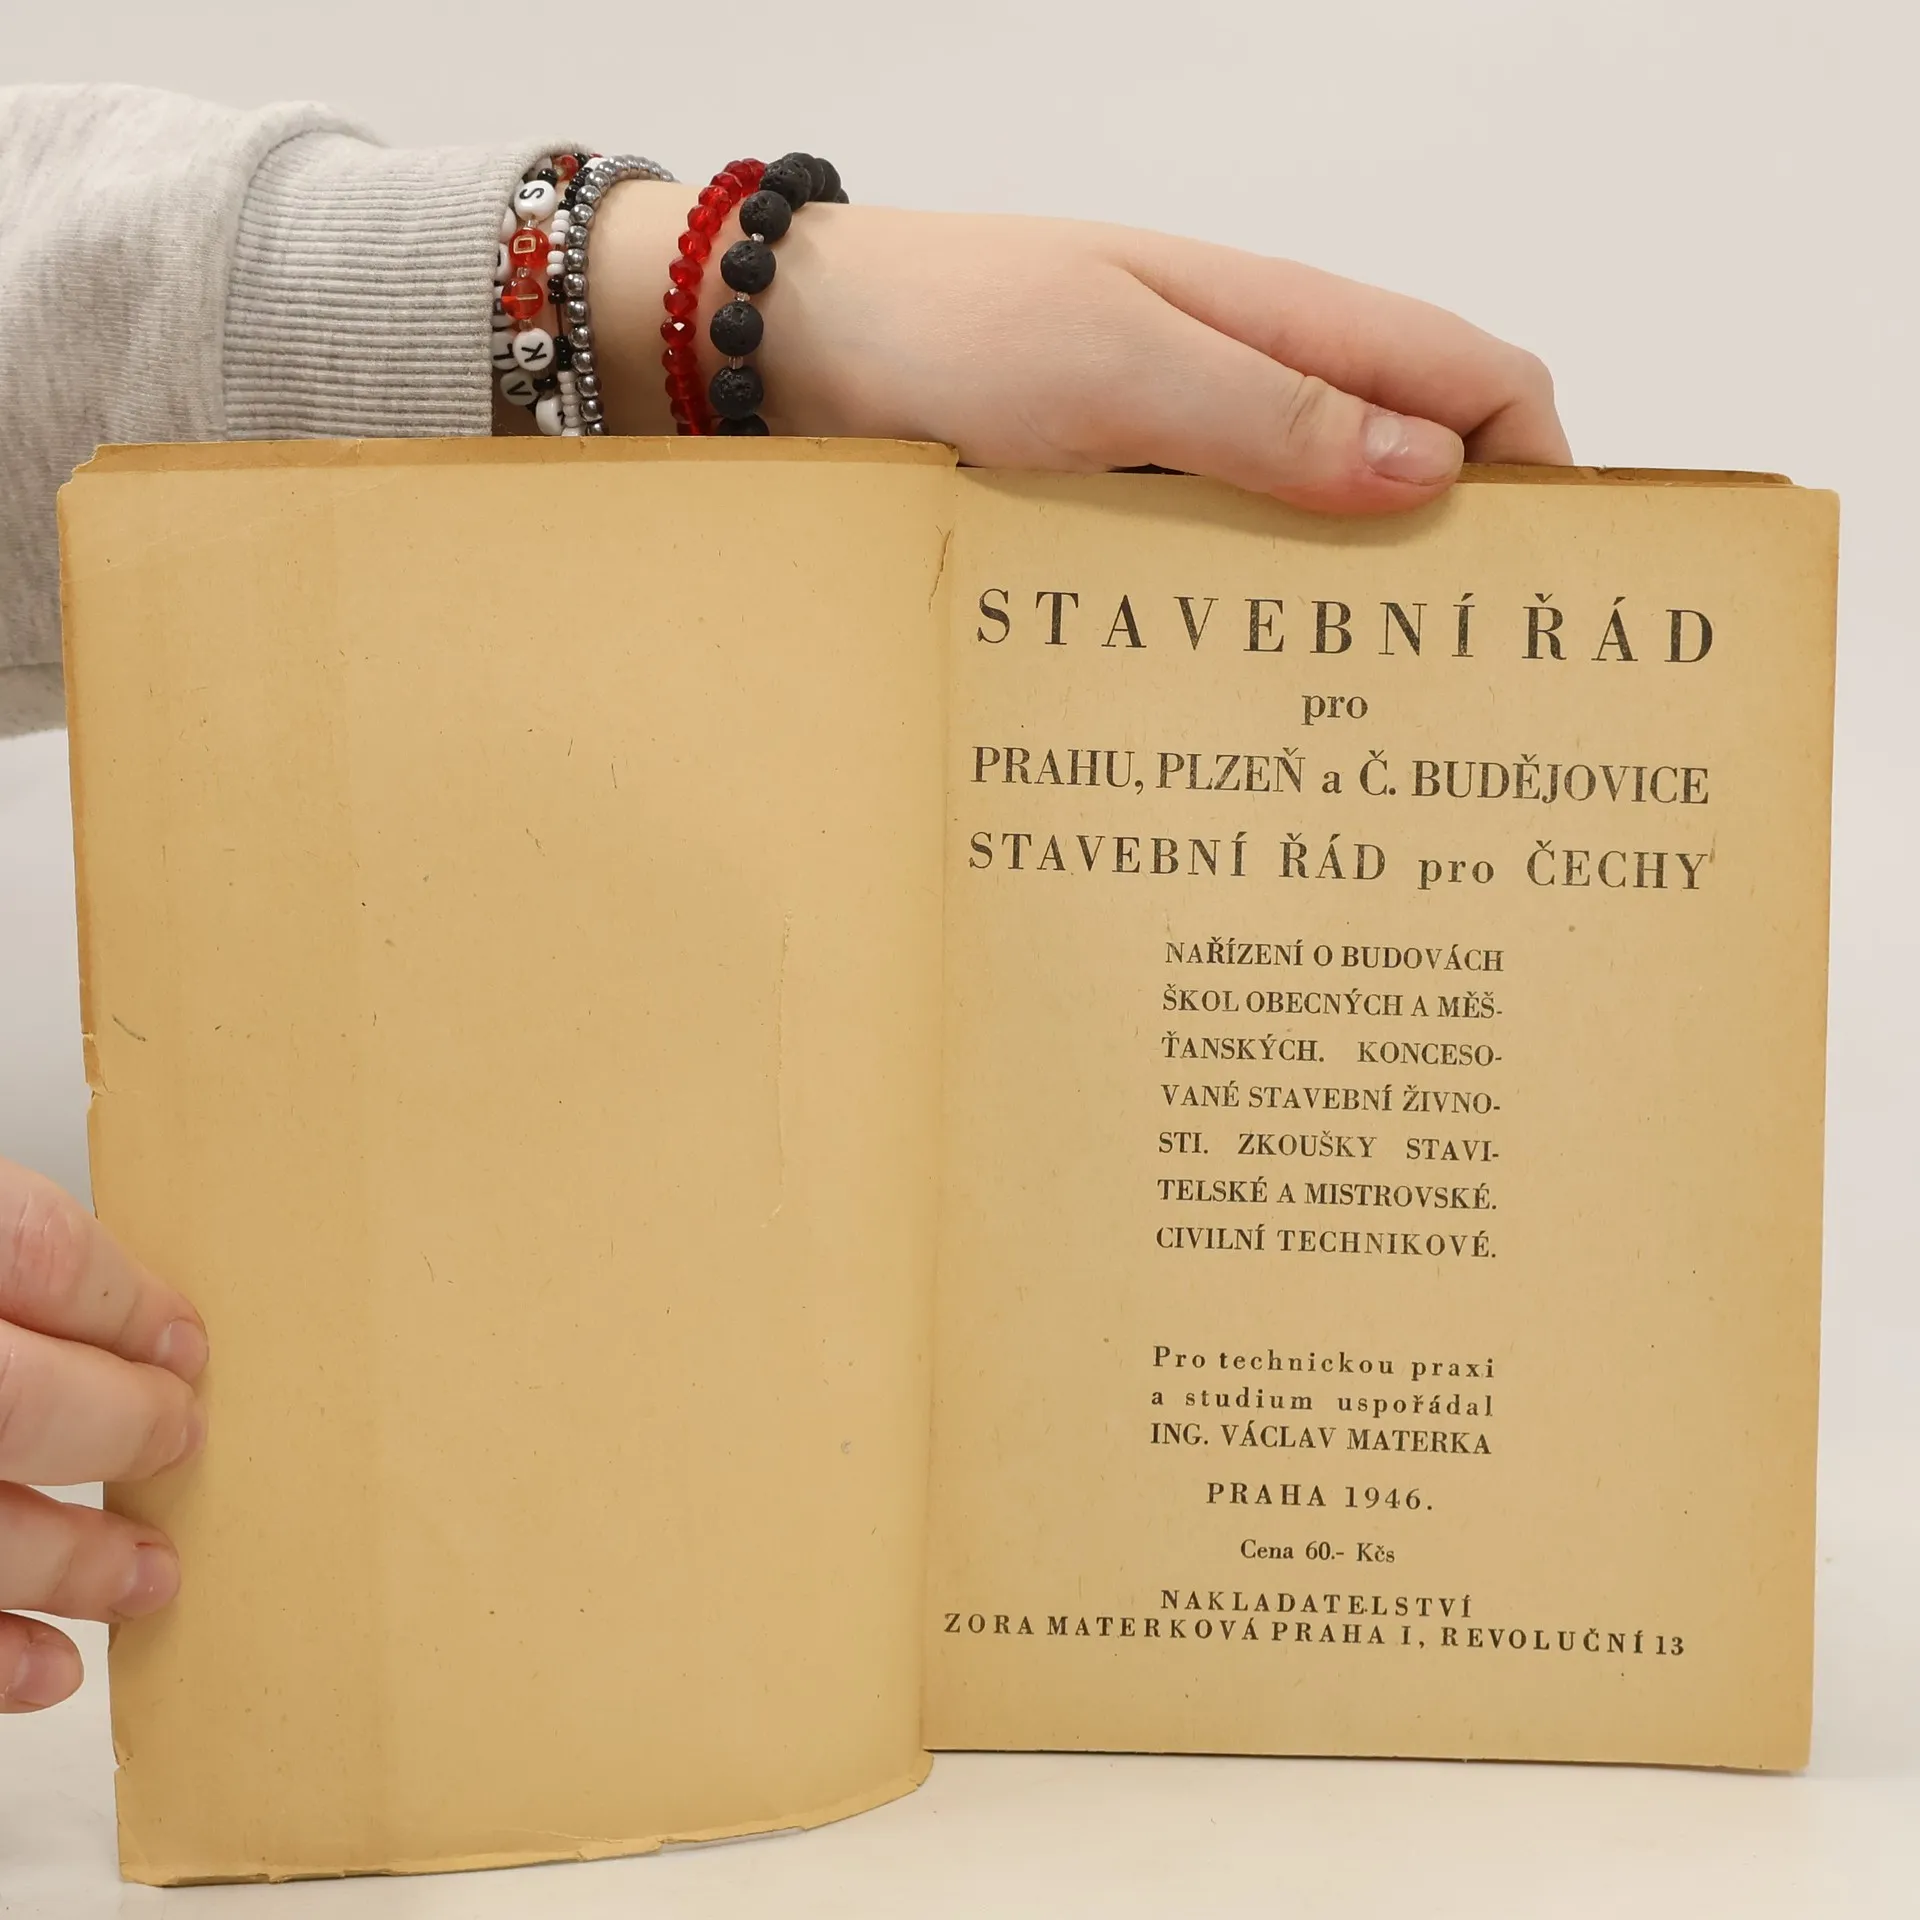 STAVEBNÍ ŘÁD
pro
PRAHU, PLZEŇ a Č. BUDĚJOVICE
STAVEBNÍ ŘÁD pro ČECHY
NAŘÍZENÍ O BUDOVÁCH
ŠKOL OBECNÝCH A MĚŠ-
ŤANSKÝCH. KONCESO-
VANÉ STAVEBNÍ ŽIVNO-
STI. ZKOUŠKY STAVI-
TELSKÉ A MISTROVSKÉ.
CIVILNÍ TECHNIKOVÉ.
Pro technickou praxi
a studium uspořádal
ING. VÁCLAV MATERKA
PRAHA 1946.
Cena 60.- Kčs
NAKLADATELSTVÍ
ZORA MATERKOVÁ PRAHA I, REVOLUČNÍ 13